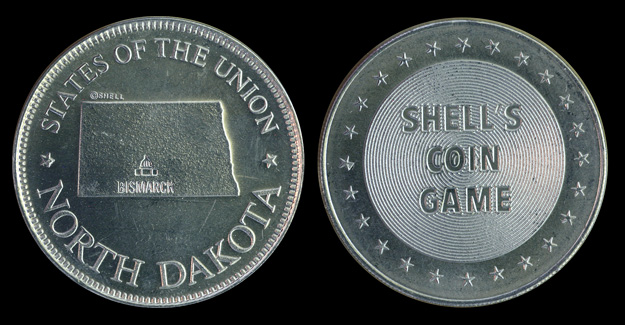 STATES OF THE UNION
©SHELL
BISMARCK
NORTH DAKOTA
SHELL'S
COIN
GAME